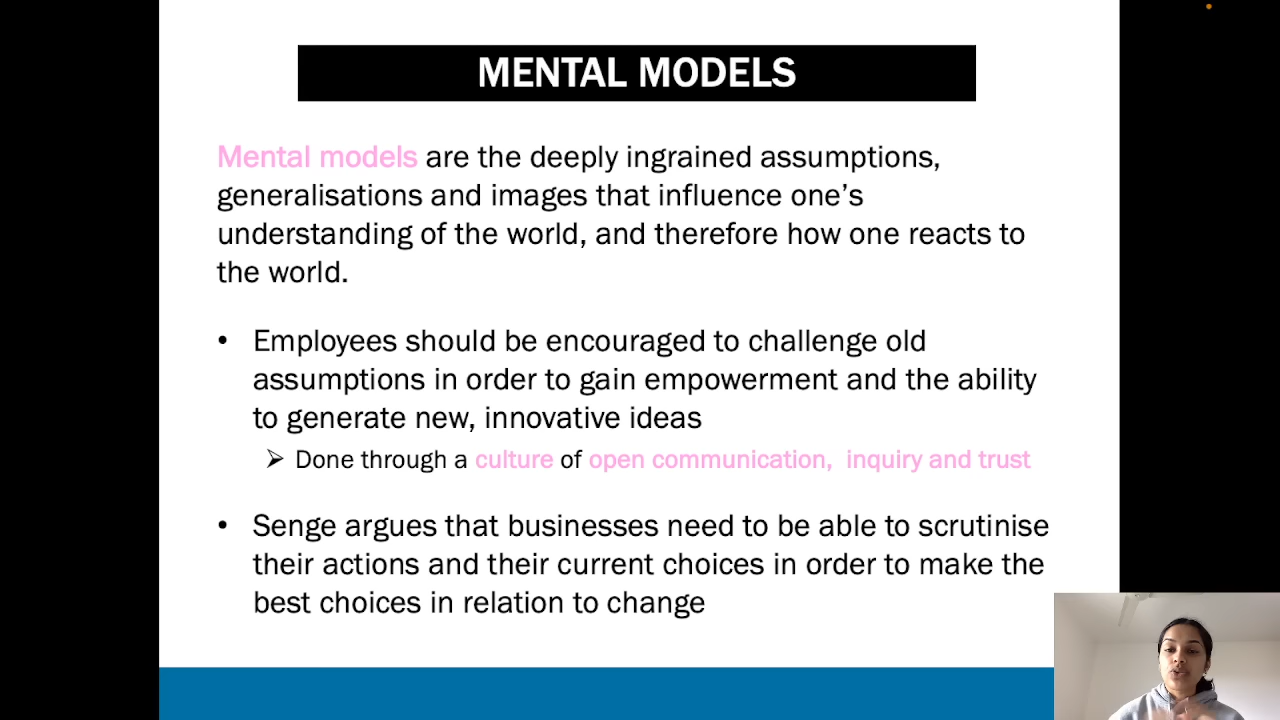 MENTAL MODELS
Mental models are the deeply ingrained assumptions,
generalisations and images that influence one’s
understanding of the world, and therefore how one reacts to
the world.
• Employees should be encouraged to challenge old
assumptions in order to gain empowerment and the ability
to generate new, innovative ideas
➢ Done through a culture of open communication,  inquiry and trust
• Senge argues that businesses need to be able to scrutinise
their actions and their current choices in order to make the
best choices in relation to change